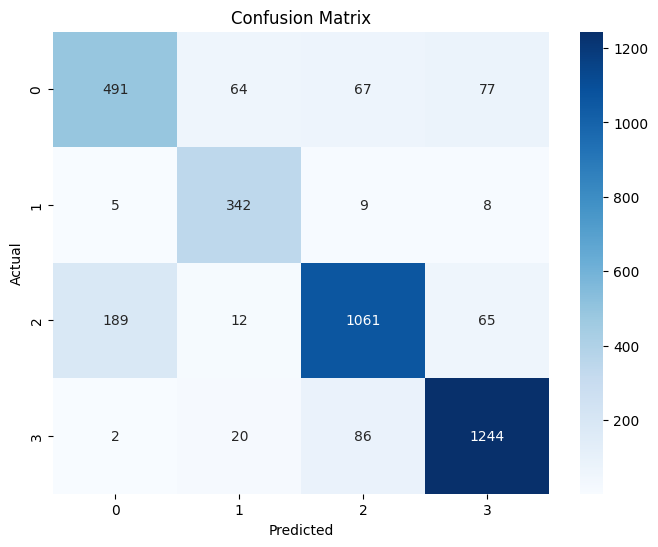 Confusion Matrix
0 491 64 67 77
1 5 342 9 8
2 189 12 1061 65
3 2 20 86 1244
0 1 2 3
Predicted
Actual
1200
1000
800
600
400
200